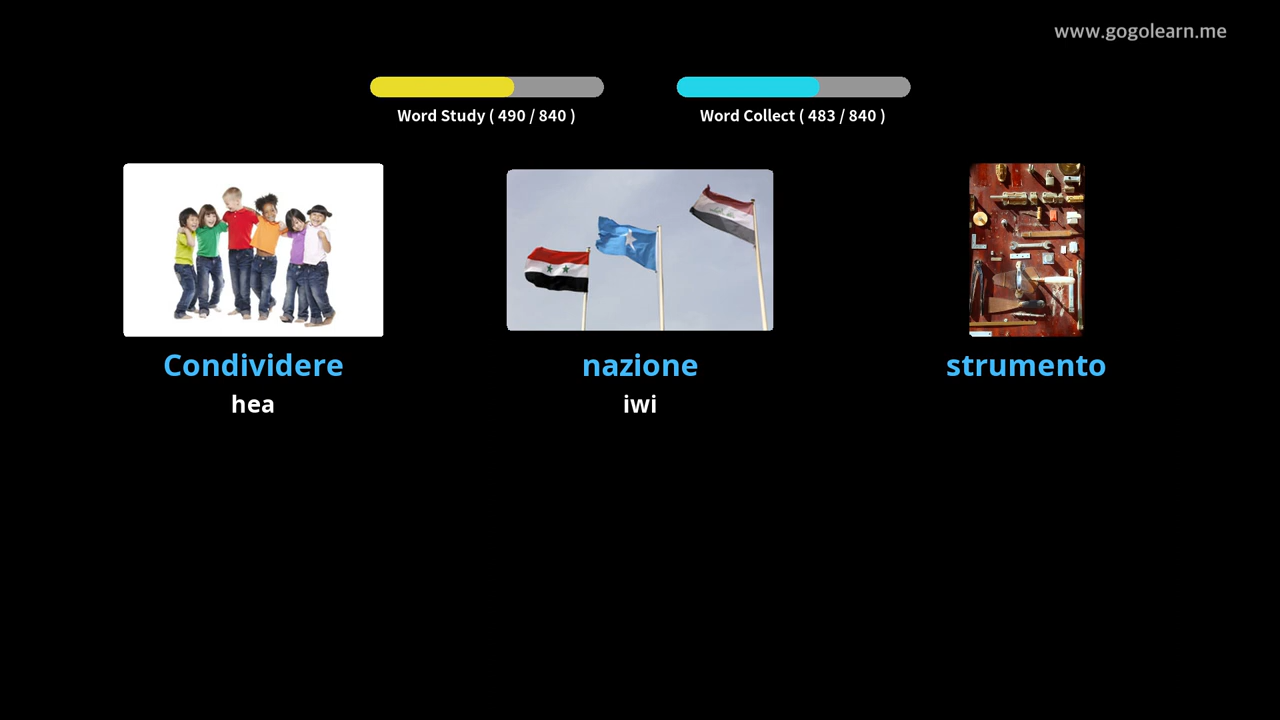 www.gogolearn.me
Word Study ( 490 / 840 )
Word Collect ( 483 / 840 )
Condividere
hea
nazione
iwi
strumento